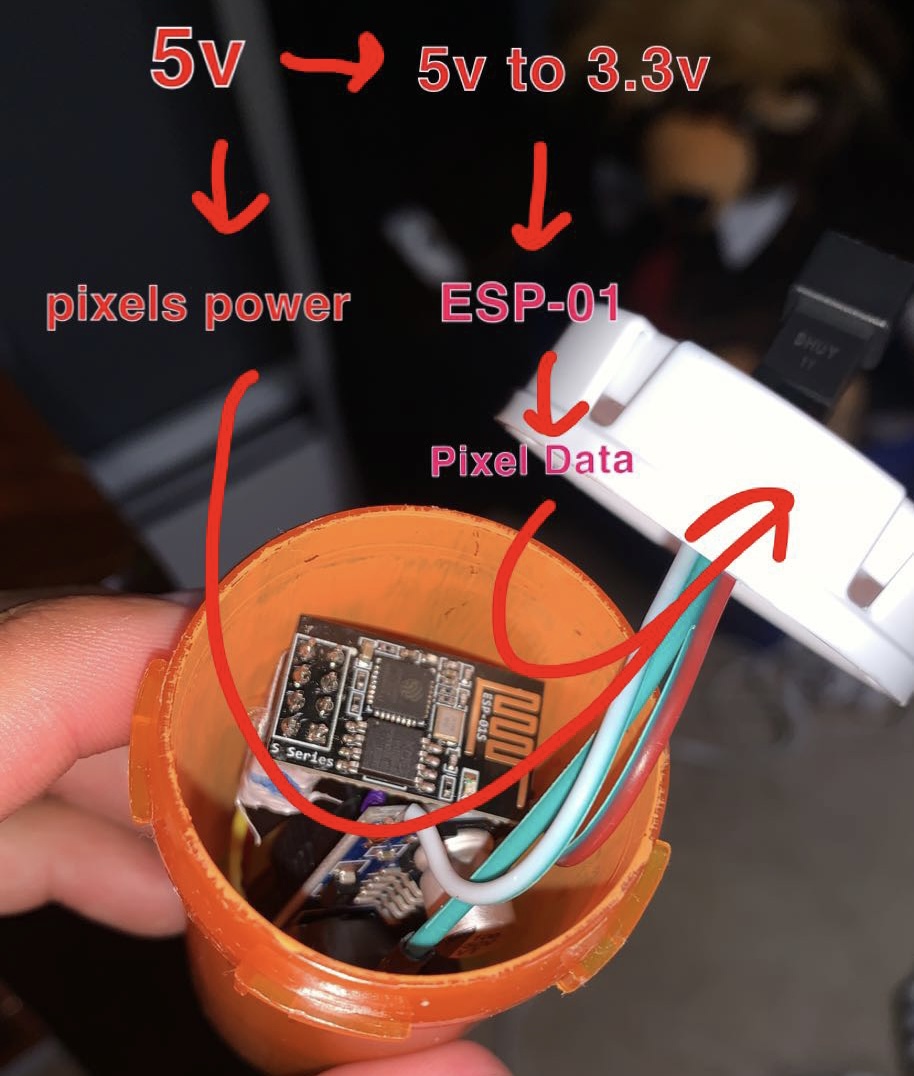 5v
5v to 3.3v
pixels power
ESP-01
Pixel Data
ESP-01S
S Series